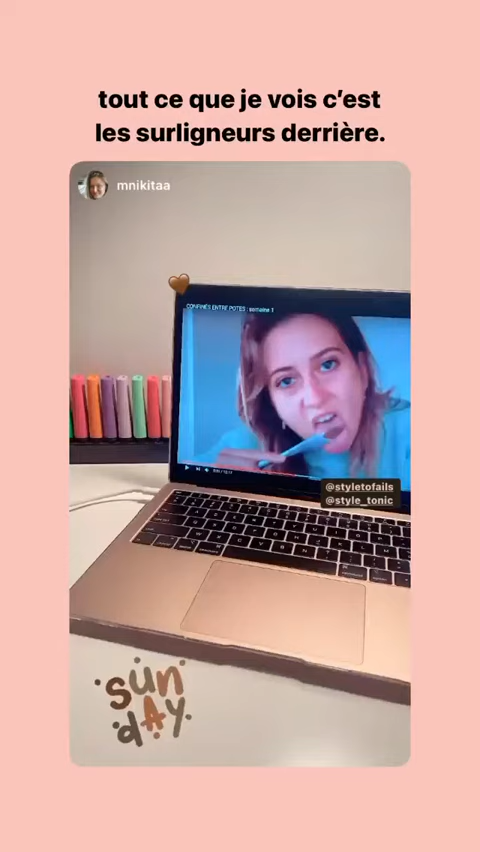 tout ce que je vois c’est
les surligneurs derrière.
mnikitaa
CONFINÉS ENTRE POTES : semaine 1
@styletofails
@style_tonic
sun
day